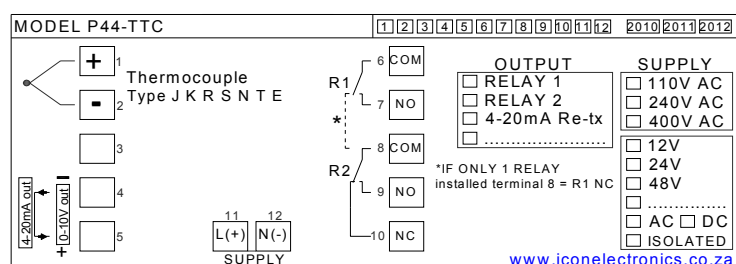 MODEL P44-TTC
1 2 3 4 5 6 7 8 9 10 11 12 2010 2011 2012
+ 1
- 2
Thermocouple
Type J K R S N T E
3
4
5
4-20mA out
0-10V out
−
+
11 12
L(+) N(-)
SUPPLY
R1
*
R2
6 COM
7 NO
8 COM
9 NO
10 NC
OUTPUT
RELAY 1
RELAY 2
4-20mA Re-tx
.......................
*IF ONLY 1 RELAY
installed terminal 8 = R1 NC
SUPPLY
110V AC
240V AC
400V AC
12V
24V
48V
...............
AC DC
ISOLATED
www.iconelectronics.co.za